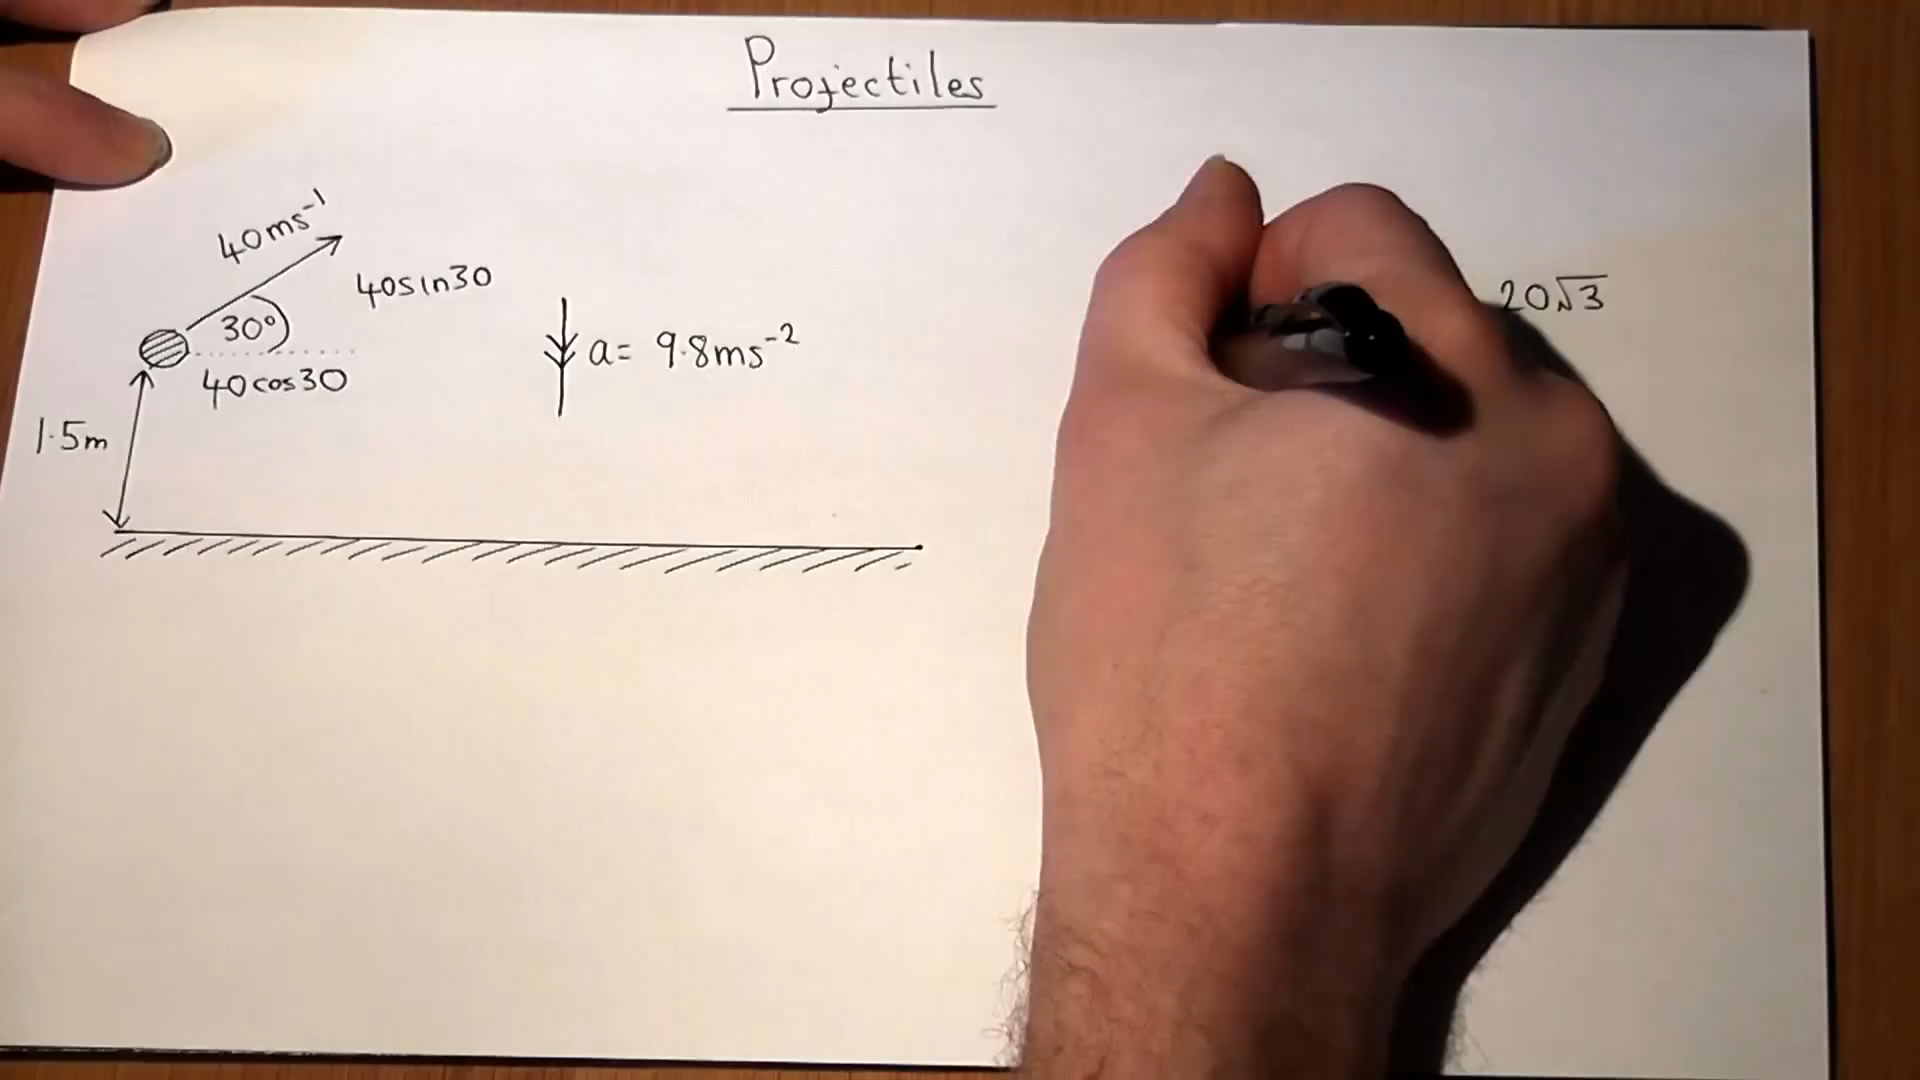 Projectiles
40ms⁻¹
40sin30
30°
40cos30
a= 9.8ms⁻²
1.5m
20√3